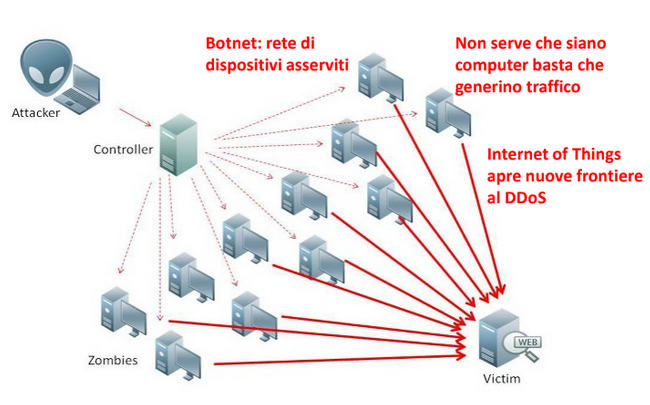 Botnet: rete di
dispositivi asserviti
Non serve che siano
computer basta che
generino traffico
Attacker
Controller
Internet of Things
apre nuove frontiere
al DDoS
WEB
Zombies
Victim